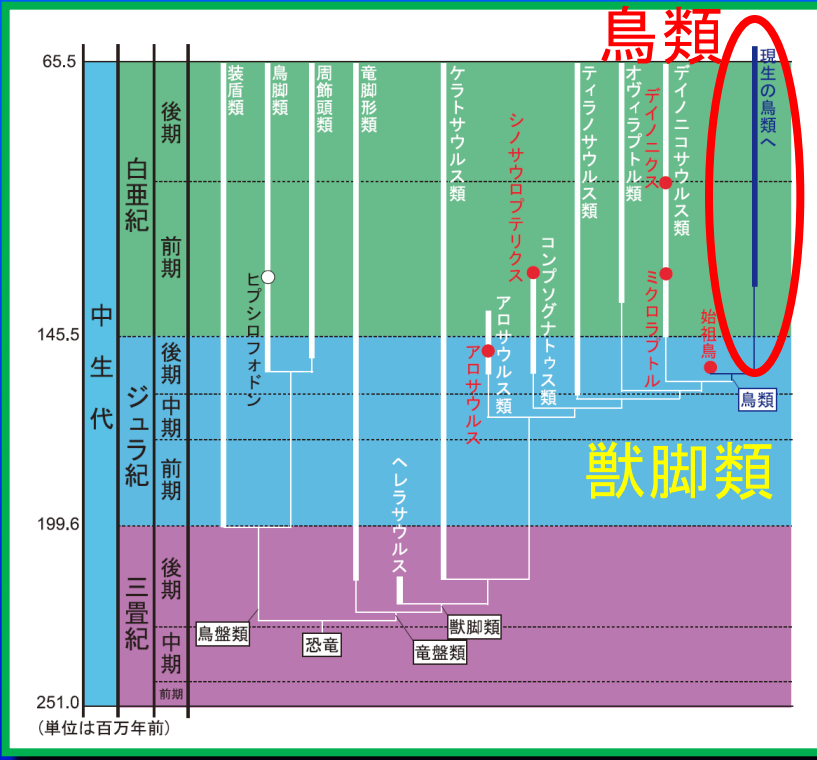 鳥類
65.5
145.5
199.6
251.0
(単位は百万年前)
中生代
白亜紀
ジュラ紀
三畳紀
後期
前期
後期
中期
前期
後期
中期
前期
装盾類
鳥脚類
周飾頭類
竜脚形類
ケラトサウルス類
ティラノサウルス類
オヴィラプトル類
デイノニクス
デイノニコサウルス類
現生の鳥類へ
シノサウロプテリクス
コンプソグナトゥス類
ヒプシロフォドン
アロサウルス類
アロサウルス
ミクロラプトル
始祖鳥
鳥類
獣脚類
ヘレラサウルス
鳥盤類
恐竜
竜盤類
獣脚類